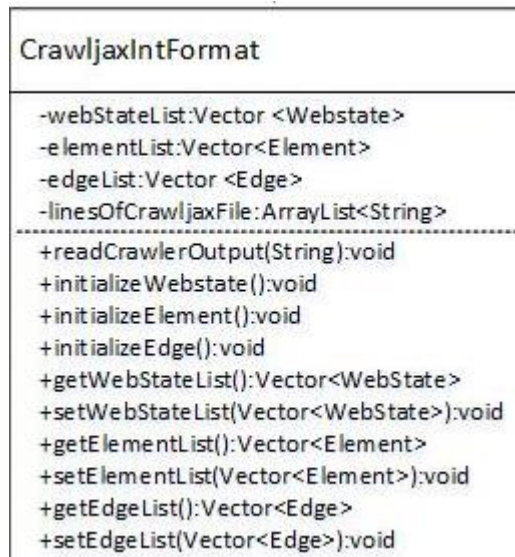 CrawljaxIntFormat
-webStateList:Vector <Webstate>
-elementList:Vector<Element>
-edgeList:Vector <Edge>
-linesOfCrawljaxFile:ArrayList<String>
+readCrawlerOutput(String):void
+initializeWebstate():void
+initializeElement():void
+initializeEdge():void
+getWebStateList():Vector<WebState>
+setWebStateList(Vector<WebState>):void
+getElementList():Vector<Element>
+setElementList(Vector<Element>):void
+getEdgeList():Vector<Edge>
+setEdgeList(Vector<Edge>):void